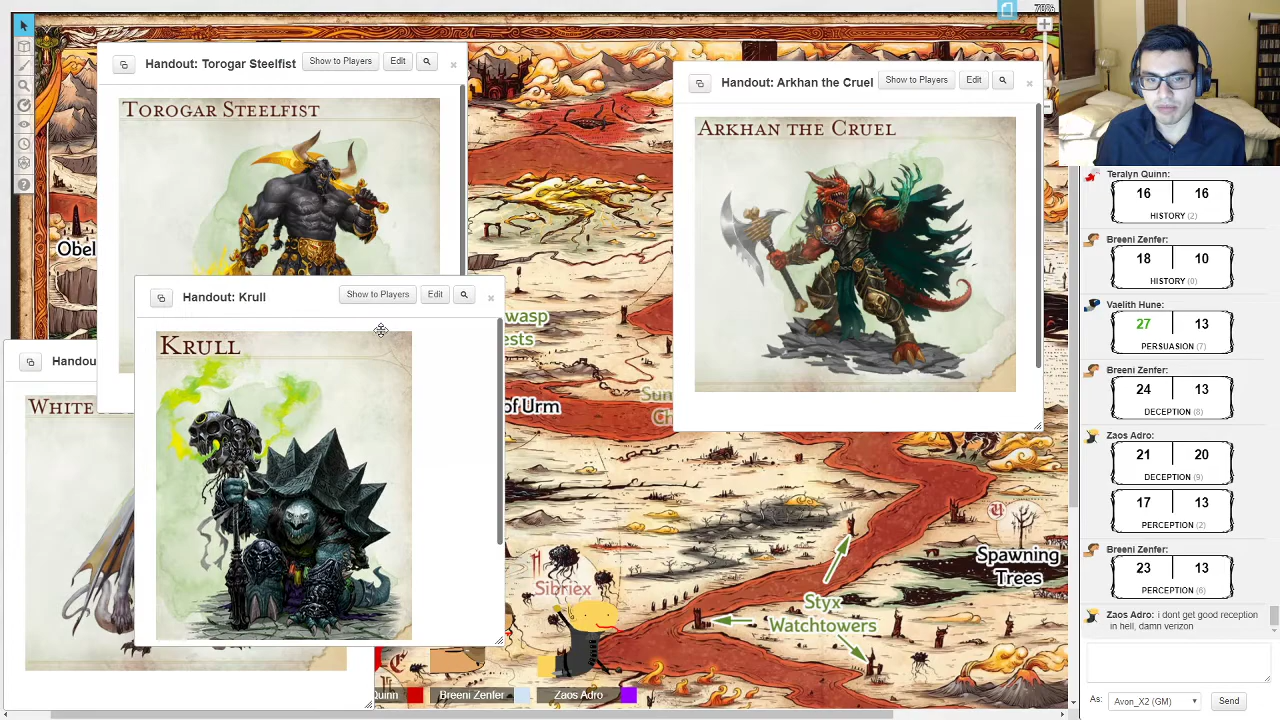 78%
Handout: Torogar Steelfist
Show to Players
Edit
TOROGAR STEELFIST
Handout: Arkhan the Cruel
Show to Players
Edit
ARKHAN THE CRUEL
Obel
Handout: Krull
Show to Players
Edit
KRULL
Handou
WHITE
wasp
ests
of Urm
Sun
Ch
Sibriex
Styx
Watchtowers
Spawning
Trees
Quinn
Breeni Zenfer
Zaos Adro
Teralyn Quinn:
16 16
HISTORY (2)
Breeni Zenfer:
18 10
HISTORY (0)
Vaelith Hune:
27 13
PERSUASION (7)
Breeni Zenfer:
24 13
DECEPTION (8)
Zaos Adro:
21 20
DECEPTION (9)
17 13
PERCEPTION (2)
Breeni Zenfer:
23 13
PERCEPTION (6)
Zaos Adro: i dont get good reception
in hell, damn verizon
As: Avon_X2 (GM)
Send